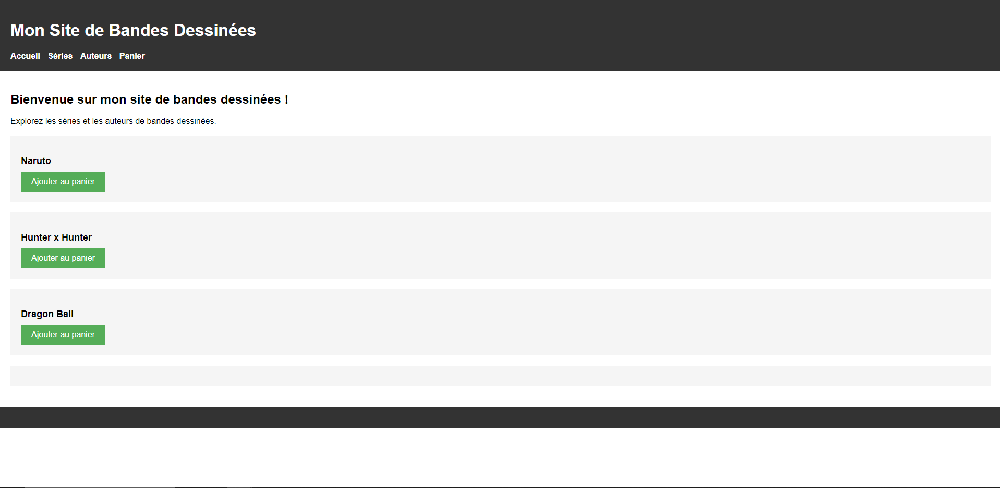 Mon Site de Bandes Dessinées
Accueil Séries Auteurs Panier
Bienvenue sur mon site de bandes dessinées !
Explorez les séries et les auteurs de bandes dessinées.
Naruto
Ajouter au panier
Hunter x Hunter
Ajouter au panier
Dragon Ball
Ajouter au panier